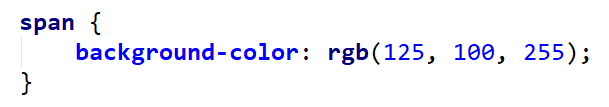 span {
    background-color: rgb(125, 100, 255);
}